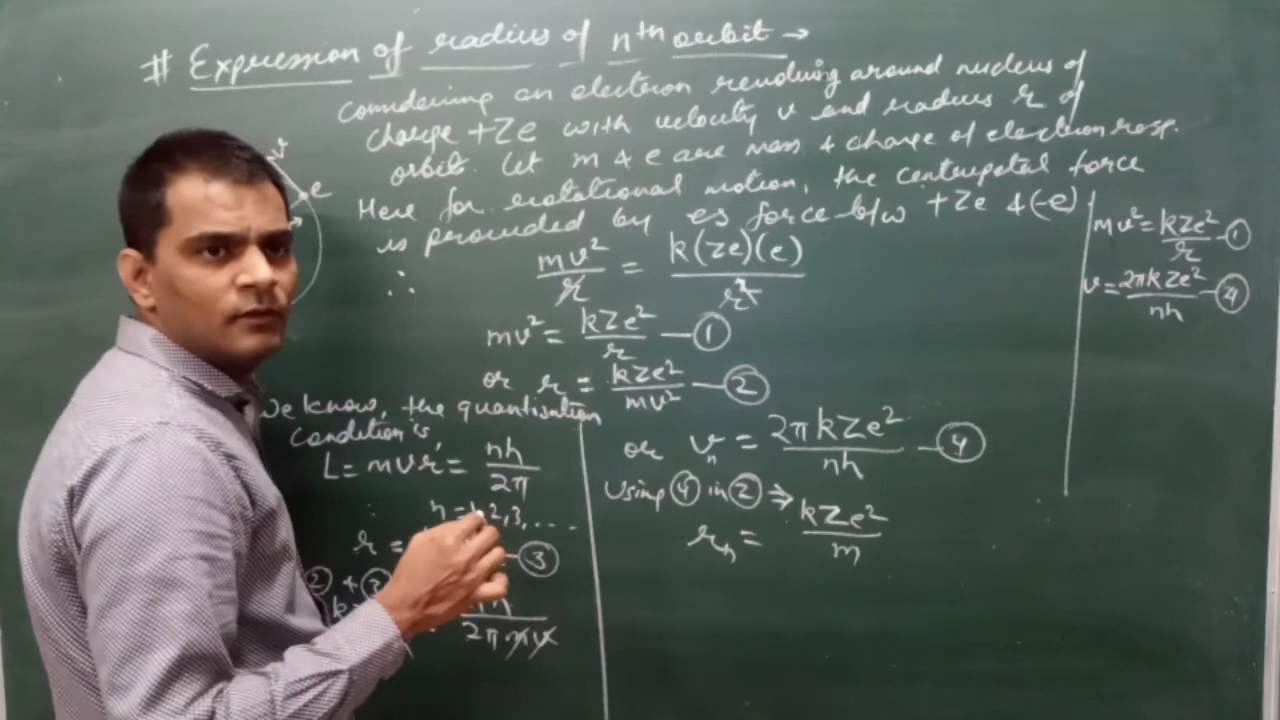 # Expression of radius of nth orbit →
Considering an electron revolving around nucleus of
charge +Ze with velocity v and radius r of
orbit. Let m & e are mass & charge of electron resp.
Here for rotational motion, the centripetal force
is provided by es force b/w +Ze & (-e)
v
e
∴ mv²/r = k(Ze)(e)/r²
mv² = kZe²/r — ①
or r = kZe²/mv² — ②
We know, the quantisation
condition is,
L = mvr = nh/2π
n = 1,2,3,....
r = — ③
② & ③
k
nh/2πmv
or vₙ = 2πkZe²/nh — ④
Using ④ in ② ⇒
rₙ = kZe²/m
mv² = kZe²/r — ①
v = 2πkZe²/nh — ④